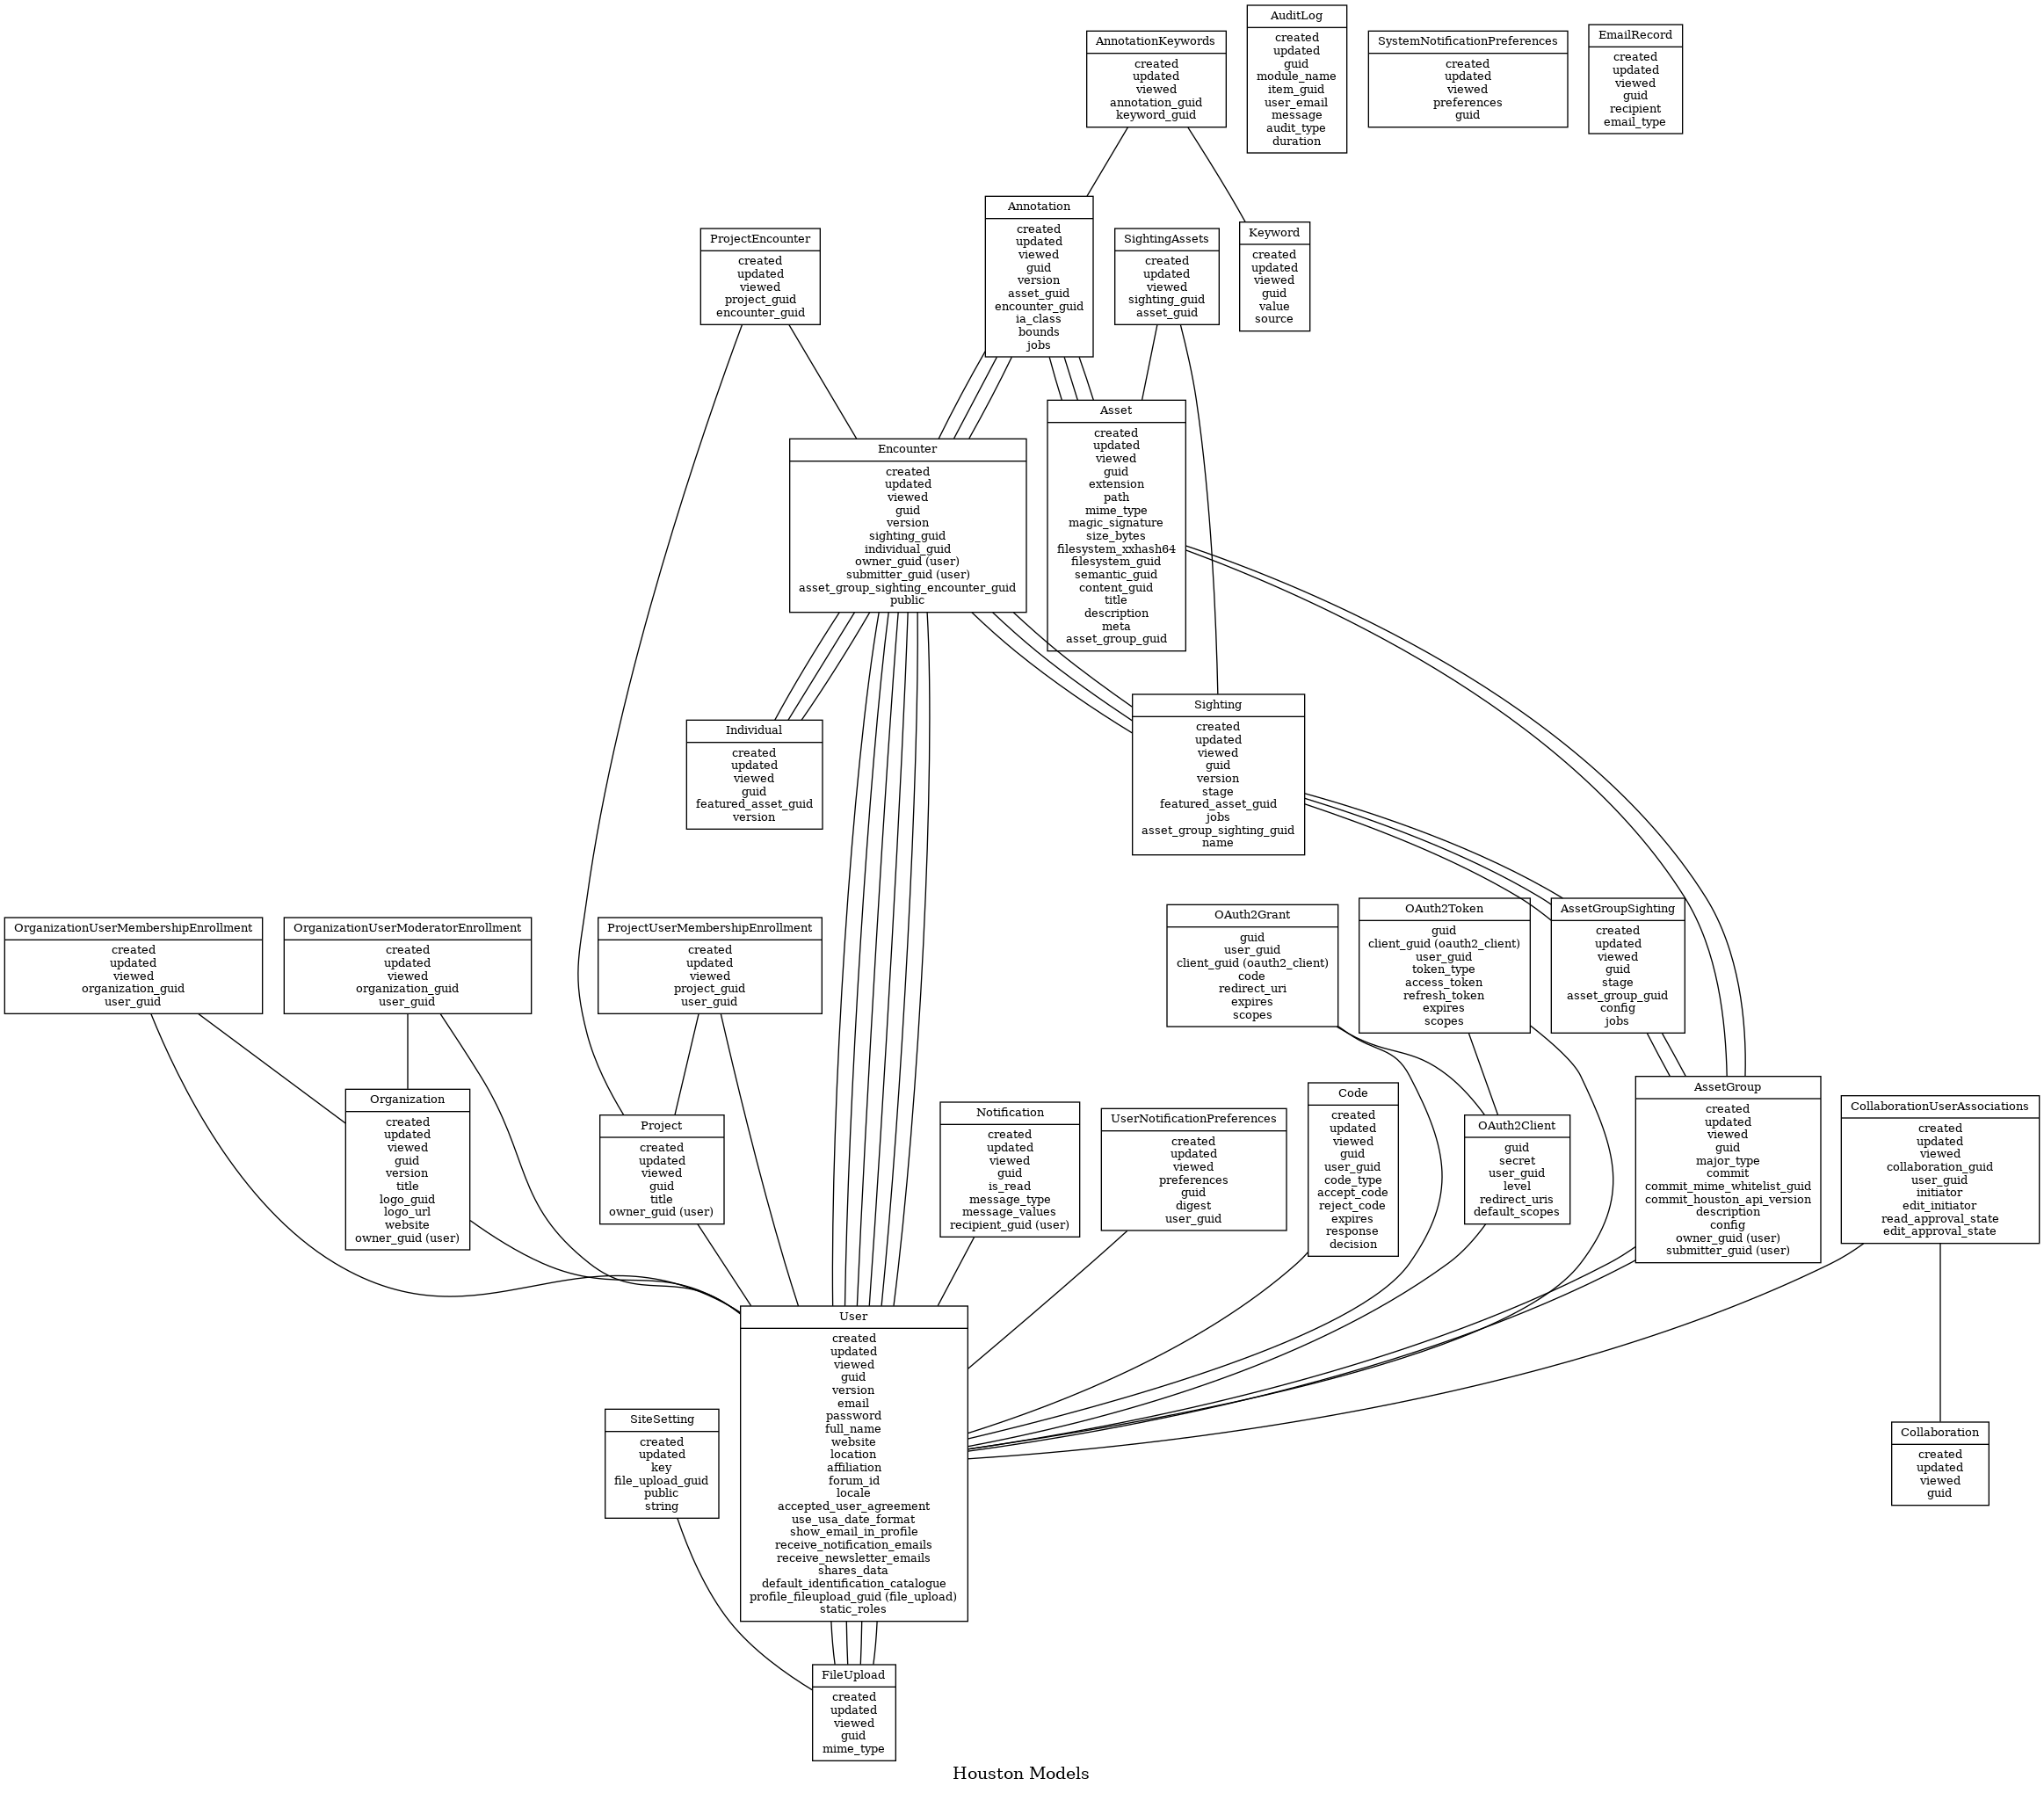 AnnotationKeywords
created
updated
viewed
annotation_guid
keyword_guid
AuditLog
created
updated
guid
module_name
item_guid
user_email
message
audit_type
duration
SystemNotificationPreferences
created
updated
viewed
preferences
guid
EmailRecord
created
updated
viewed
guid
recipient
email_type
ProjectEncounter
created
updated
viewed
project_guid
encounter_guid
Annotation
created
updated
viewed
guid
version
asset_guid
encounter_guid
ia_class
bounds
jobs
SightingAssets
created
updated
viewed
sighting_guid
asset_guid
Keyword
created
updated
viewed
guid
value
source
Encounter
created
updated
viewed
guid
version
sighting_guid
individual_guid
owner_guid (user)
submitter_guid (user)
asset_group_sighting_encounter_guid
public
Asset
created
updated
viewed
guid
extension
path
mime_type
magic_signature
size_bytes
filesystem_xxhash64
filesystem_guid
semantic_guid
content_guid
title
description
meta
asset_group_guid
Individual
created
updated
viewed
guid
featured_asset_guid
version
Sighting
created
updated
viewed
guid
version
stage
featured_asset_guid
jobs
asset_group_sighting_guid
name
OrganizationUserMembershipEnrollment
created
updated
viewed
organization_guid
user_guid
OrganizationUserModeratorEnrollment
created
updated
viewed
organization_guid
user_guid
ProjectUserMembershipEnrollment
created
updated
viewed
project_guid
user_guid
OAuth2Grant
guid
user_guid
client_guid (oauth2_client)
code
redirect_uri
expires
scopes
OAuth2Token
guid
client_guid (oauth2_client)
user_guid
token_type
access_token
refresh_token
expires
scopes
AssetGroupSighting
created
updated
viewed
guid
stage
asset_group_guid
config
jobs
Organization
created
updated
viewed
guid
version
title
logo_guid
logo_url
website
owner_guid (user)
Project
created
updated
viewed
guid
title
owner_guid (user)
Notification
created
updated
viewed
guid
is_read
message_type
message_values
recipient_guid (user)
UserNotificationPreferences
created
updated
viewed
preferences
guid
digest
user_guid
Code
created
updated
viewed
guid
user_guid
code_type
accept_code
reject_code
expires
response
decision
OAuth2Client
guid
secret
user_guid
level
redirect_uris
default_scopes
AssetGroup
created
updated
viewed
guid
major_type
commit
commit_mime_whitelist_guid
commit_houston_api_version
description
config
owner_guid (user)
submitter_guid (user)
CollaborationUserAssociations
created
updated
viewed
collaboration_guid
user_guid
initiator
edit_initiator
read_approval_state
edit_approval_state
User
created
updated
viewed
guid
version
email
password
full_name
website
location
affiliation
forum_id
locale
accepted_user_agreement
use_usa_date_format
show_email_in_profile
receive_notification_emails
receive_newsletter_emails
shares_data
default_identification_catalogue
profile_fileupload_guid (file_upload)
static_roles
SiteSetting
created
updated
key
file_upload_guid
public
string
Collaboration
created
updated
viewed
guid
FileUpload
created
updated
viewed
guid
mime_type
Houston Models